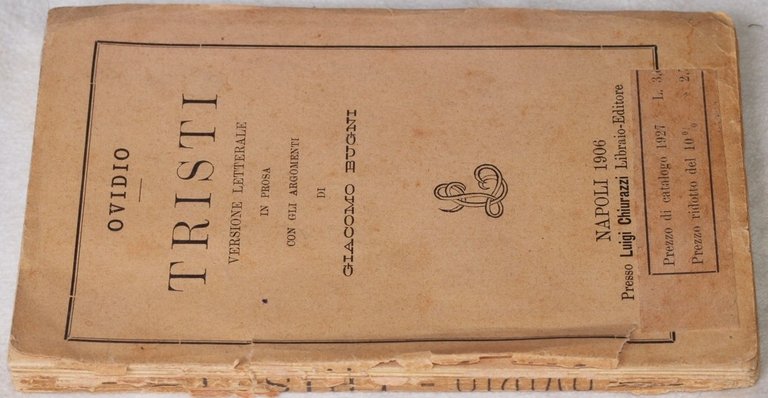 OVIDIO
TRISTI
VERSIONE LETTERALE
IN PROSA
CON GLI ARGOMENTI
DI
GIACOMO BUGNI
NAPOLI 1906
Presso Luigi Chiurazzi Libraio-Editore
Prezzo di catalogo 1927 L.
Prezzo ridotto del 10%
OVIDIO